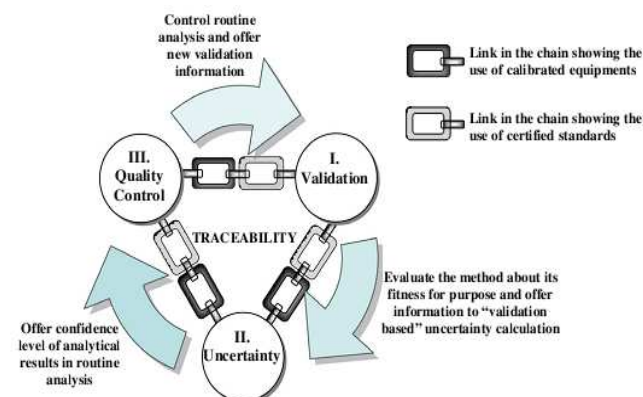 Control routine
analysis and offer
new validation
information
Link in the chain showing the
use of calibrated equipments
Link in the chain showing the
use of certified standards
III.
Quality
Control
I.
Validation
TRACEABILITY
Evaluate the method about its
fitness for purpose and offer
information to “validation
based” uncertainty calculation
Offer confidence
level of analytical
results in routine
analysis
II.
Uncertainty